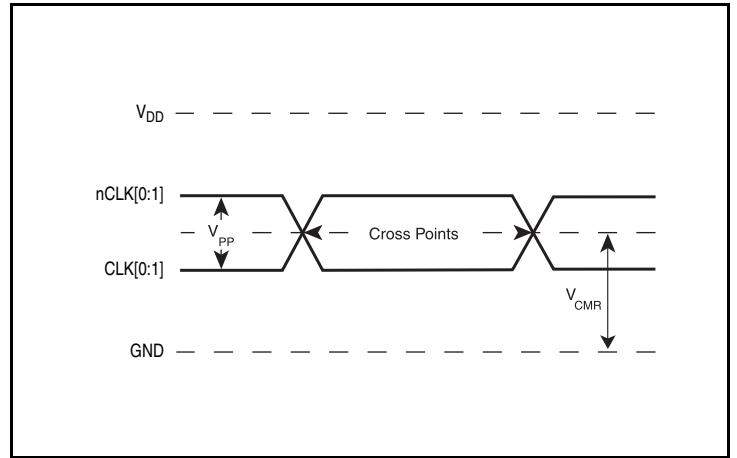 VDD
nCLK[0:1]
VPP
Cross Points
CLK[0:1]
VCMR
GND